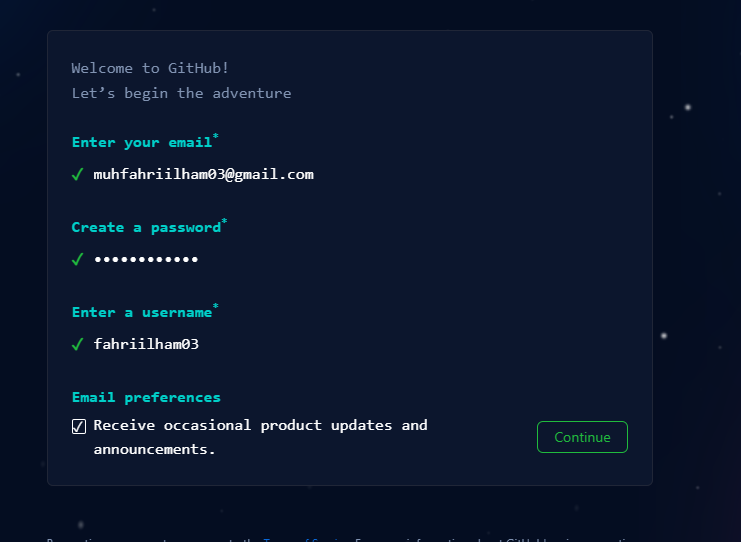 Welcome to GitHub!
Let’s begin the adventure
Enter your email*
✓ muhfahriilham03@gmail.com
Create a password*
✓ ••••••••••••
Enter a username*
✓ fahriilham03
Email preferences
Receive occasional product updates and
announcements.
Continue